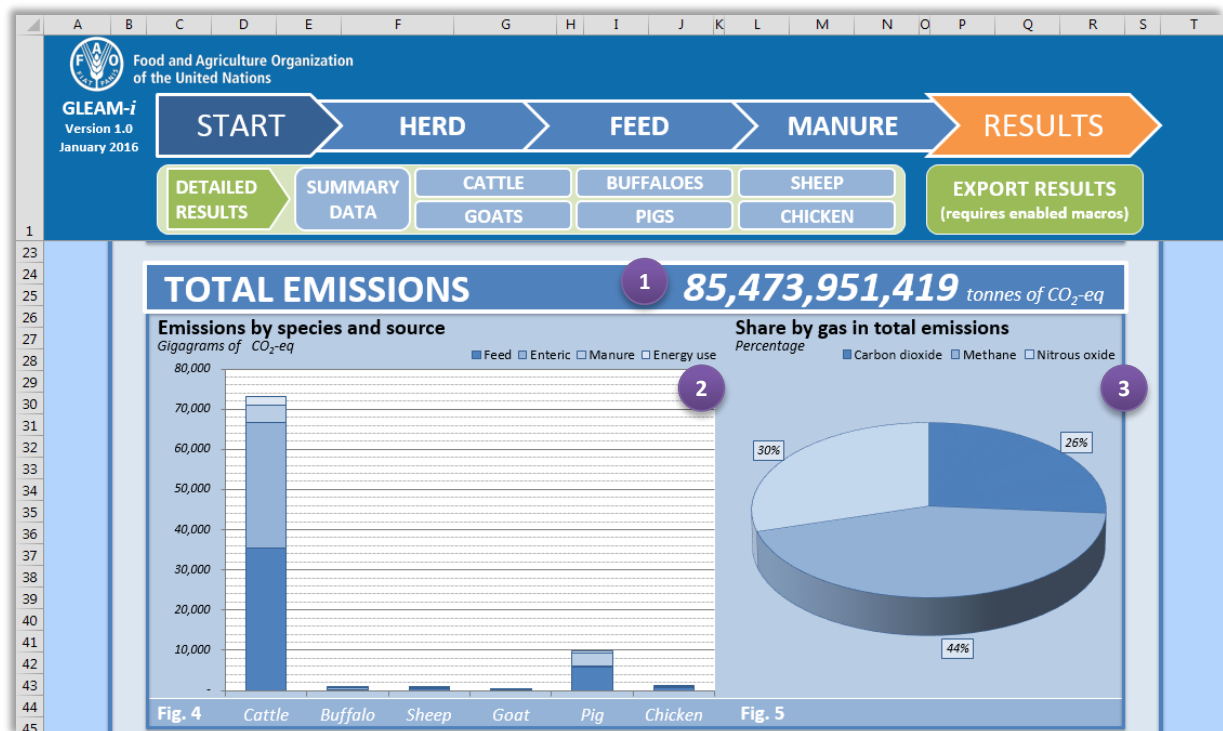 A B C D E F G H I J K L M N O P Q R S T
FAO
FIAT PANIS
Food and Agriculture Organization
of the United Nations
GLEAM-i
Version 1.0
January 2016
START HERD FEED MANURE RESULTS
DETAILED
RESULTS
SUMMARY
DATA
CATTLE BUFFALOES SHEEP
GOATS PIGS CHICKEN
EXPORT RESULTS
(requires enabled macros)
1
23
24
25
26
27
28
29
30
31
32
33
34
35
36
37
38
39
40
41
42
43
44
45
TOTAL EMISSIONS 1 85,473,951,419 tonnes of CO₂-eq
Emissions by species and source
Gigagrams of CO₂-eq
Feed Enteric Manure Energy use
2
80,000
70,000
60,000
50,000
40,000
30,000
20,000
10,000
-
Fig. 4 Cattle Buffalo Sheep Goat Pig Chicken
Share by gas in total emissions
Percentage
Carbon dioxide Methane Nitrous oxide
3
30%
26%
44%
Fig. 5